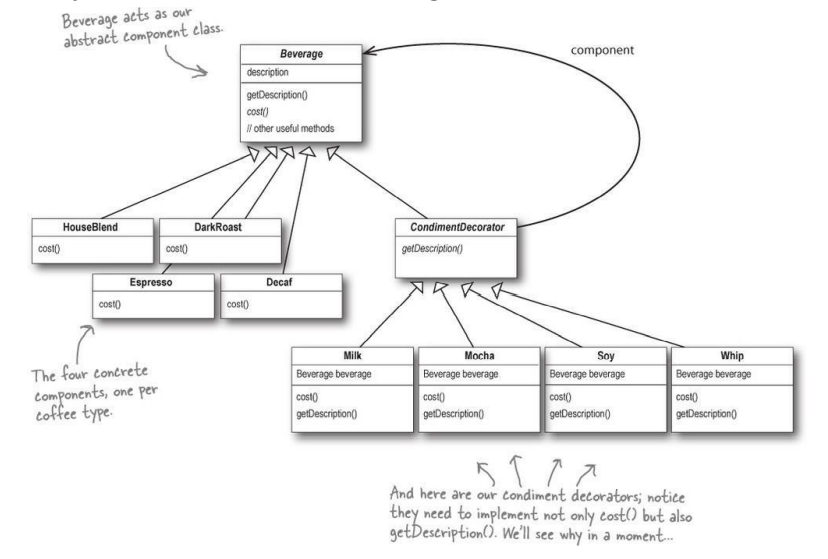 Beverage acts as our
abstract component class.
Beverage
description
getDescription()
cost()
// other useful methods
component
HouseBlend
cost()
DarkRoast
cost()
Espresso
cost()
Decaf
cost()
CondimentDecorator
getDescription()
The four concrete
components, one per
coffee type.
Milk
Beverage beverage
cost()
getDescription()
Mocha
Beverage beverage
cost()
getDescription()
Soy
Beverage beverage
cost()
getDescription()
Whip
Beverage beverage
cost()
getDescription()
And here are our condiment decorators; notice
they need to implement not only cost() but also
getDescription(). We'll see why in a moment...